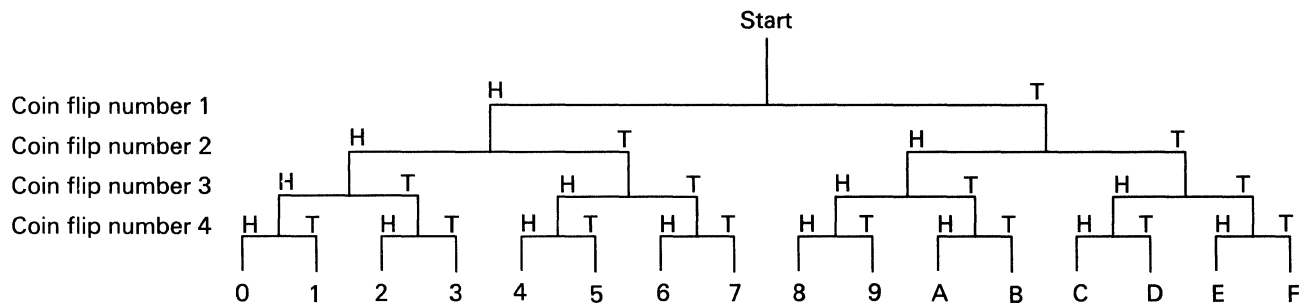 Start
H T
Coin flip number 1
H T H T
Coin filp number 2
H T H T H T H T
Coin flip number 3
H T H T H T H T H T H T H T H T
Coin flip number 4
0 1 2 3 4 5 6 7 8 9 A B C D E F